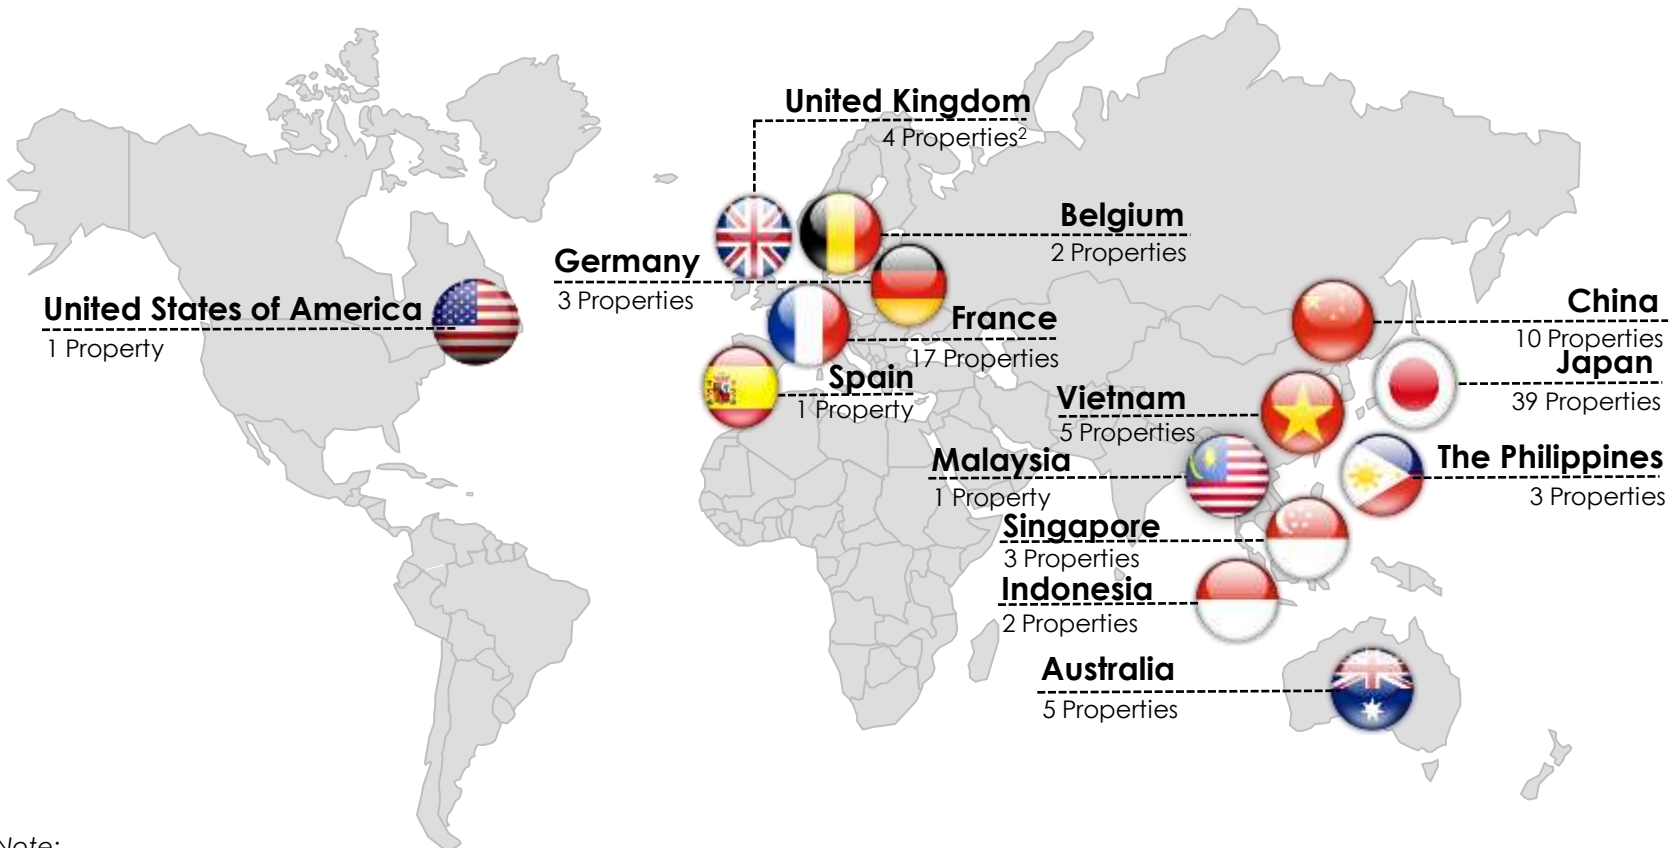 United Kingdom
4 Properties²
Belgium
2 Properties
Germany
3 Properties
United States of America
1 Property
France
17 Properties
Spain
1 Property
China
10 Properties
Japan
39 Properties
Vietnam
5 Properties
Malaysia
1 Property
The Philippines
3 Properties
Singapore
3 Properties
Indonesia
2 Properties
Australia
5 Properties
Note: